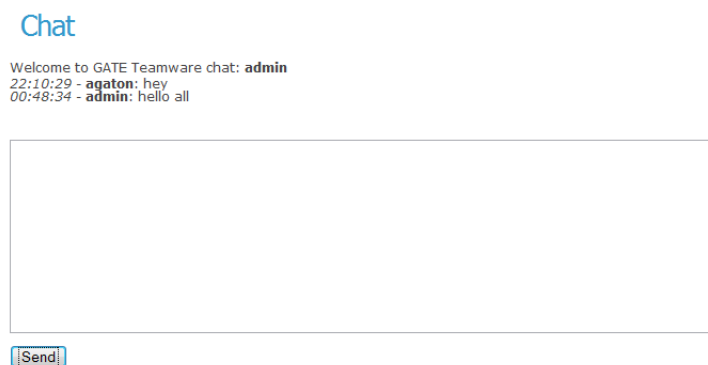 Chat
Welcome to GATE Teamware chat: admin
22:10:29 - agaton: hey
00:48:34 - admin: hello all
Send